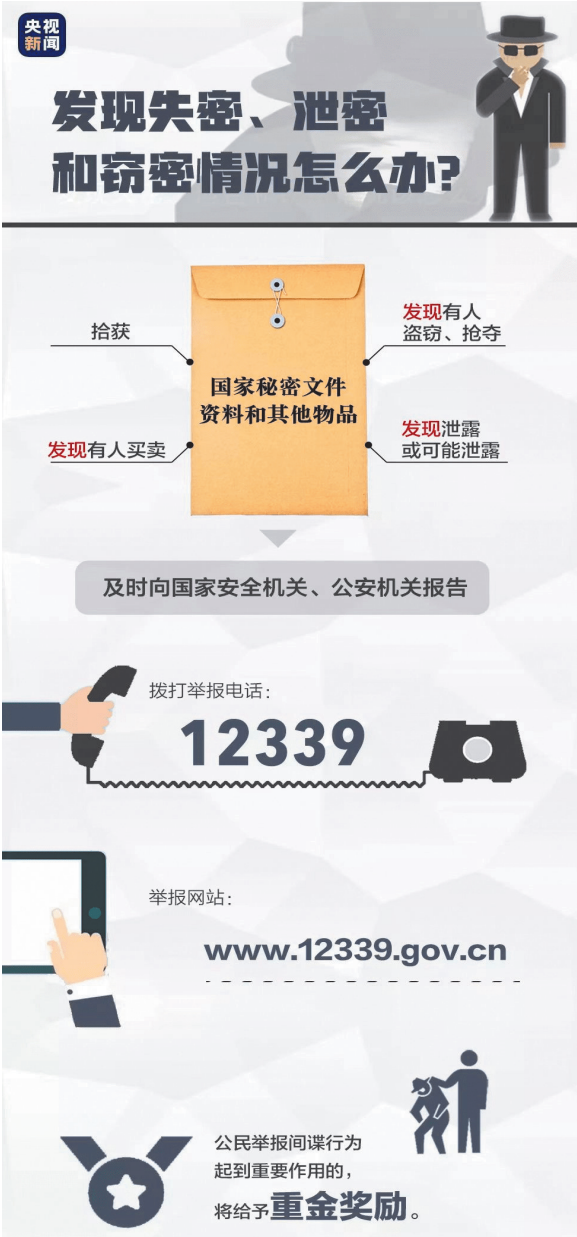 央视
新闻
发现失密、泄密
和窃密情况怎么办?
拾获
发现有人
盗窃、抢夺
国家秘密文件
资料和其他物品
发现有人买卖
发现泄露
或可能泄露
及时向国家安全机关、公安机关报告
拨打举报电话:
12339
举报网站:
www.12339.gov.cn
公民举报间谍行为
起到重要作用的,
将给予重金奖励。